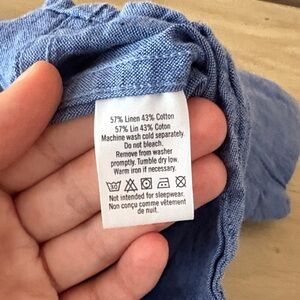 57% Linen 43% Cotton
57% Lin 43% Coton
Machine wash cold separately.
Do not bleach.
Remove from washer
promptly. Tumble dry low.
Warm iron if necessary.
Not intended for sleepwear.
Non conçu comme vêtement
de nuit.